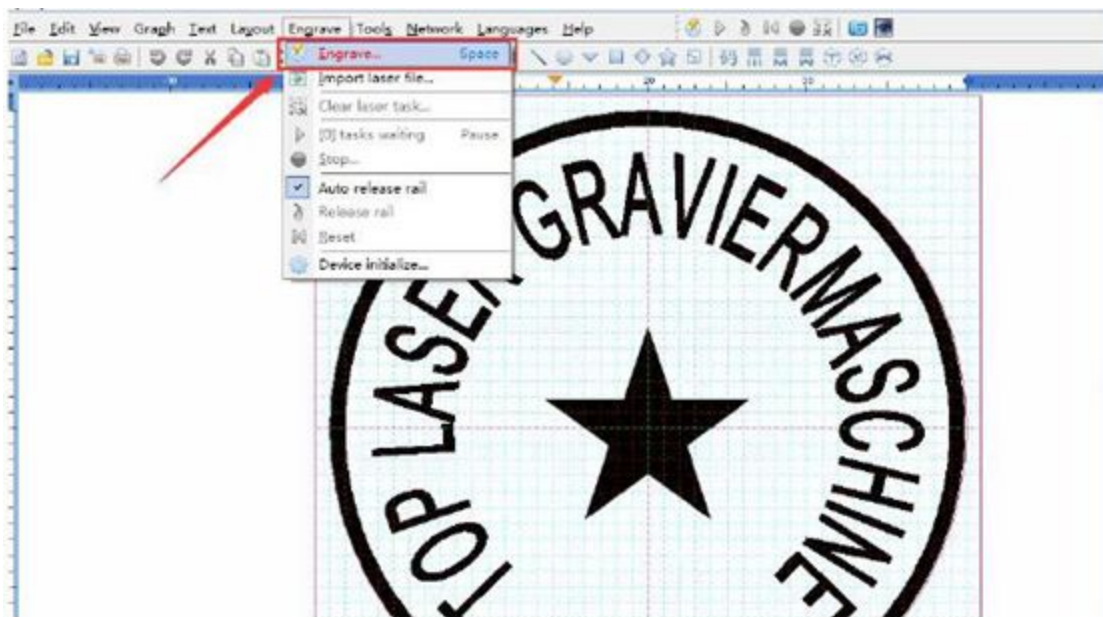 File Edit View Graph Text Layout Engrave Tools Network Languages Help
Engrave... Space
Import laser file...
Clear laser task...
[0] tasks waiting Pause
Stop...
Auto release rail
Release rail
Reset
Device initialize...
TOP LASER GRAVIERMASCHINE